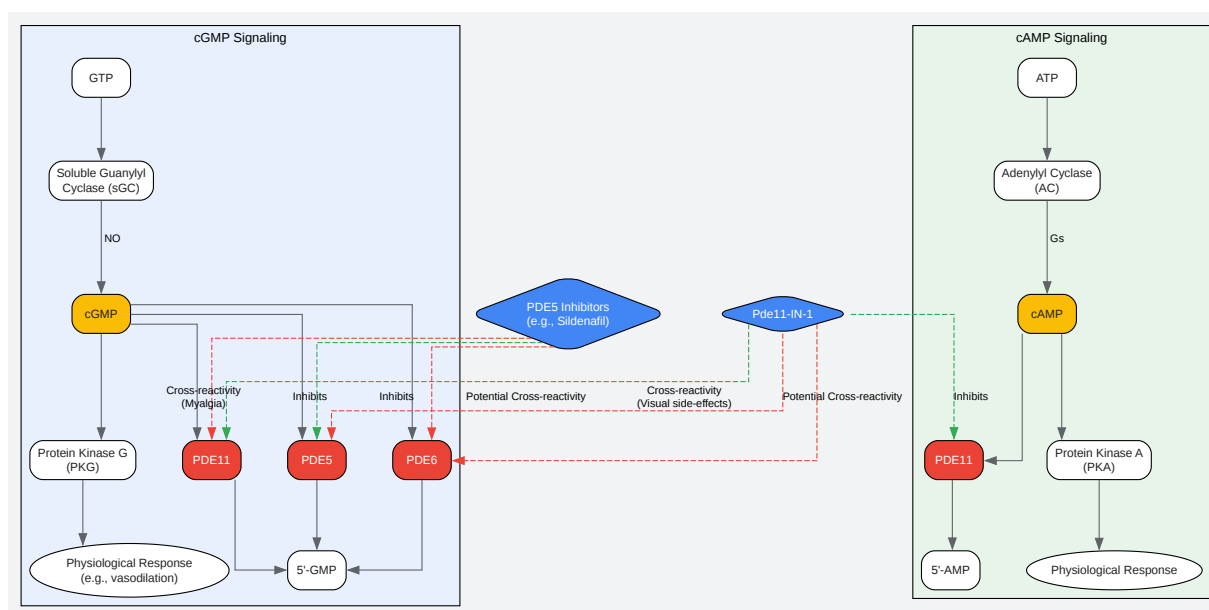 cGMP Signaling
GTP
Soluble Guanylyl
Cyclase (sGC)
NO
cGMP
PDE5 Inhibitors
(e.g., Sildenafil)
Pde11-IN-1
Cross-reactivity
(Myalgia)
Inhibits
Inhibits
Potential Cross-reactivity
Cross-reactivity
(Visual side-effects)
Potential Cross-reactivity
Inhibits
Protein Kinase G
(PKG)
PDE11
PDE5
PDE6
Physiological Response
(e.g., vasodilation)
5'-GMP
cAMP Signaling
ATP
Adenylyl Cyclase
(AC)
Gs
cAMP
PDE11
Protein Kinase A
(PKA)
5'-AMP
Physiological Response